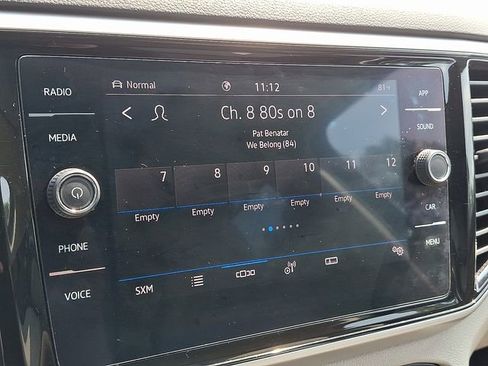 RADIO
MEDIA
PHONE
VOICE
Normal
11:12
Ch. 8 80s on 8
Pat Benatar
We Belong (84)
7 8 9 10 11 12
Empty Empty Empty Empty Empty Empty
SXM
APP
SOUND
CAR
MENU